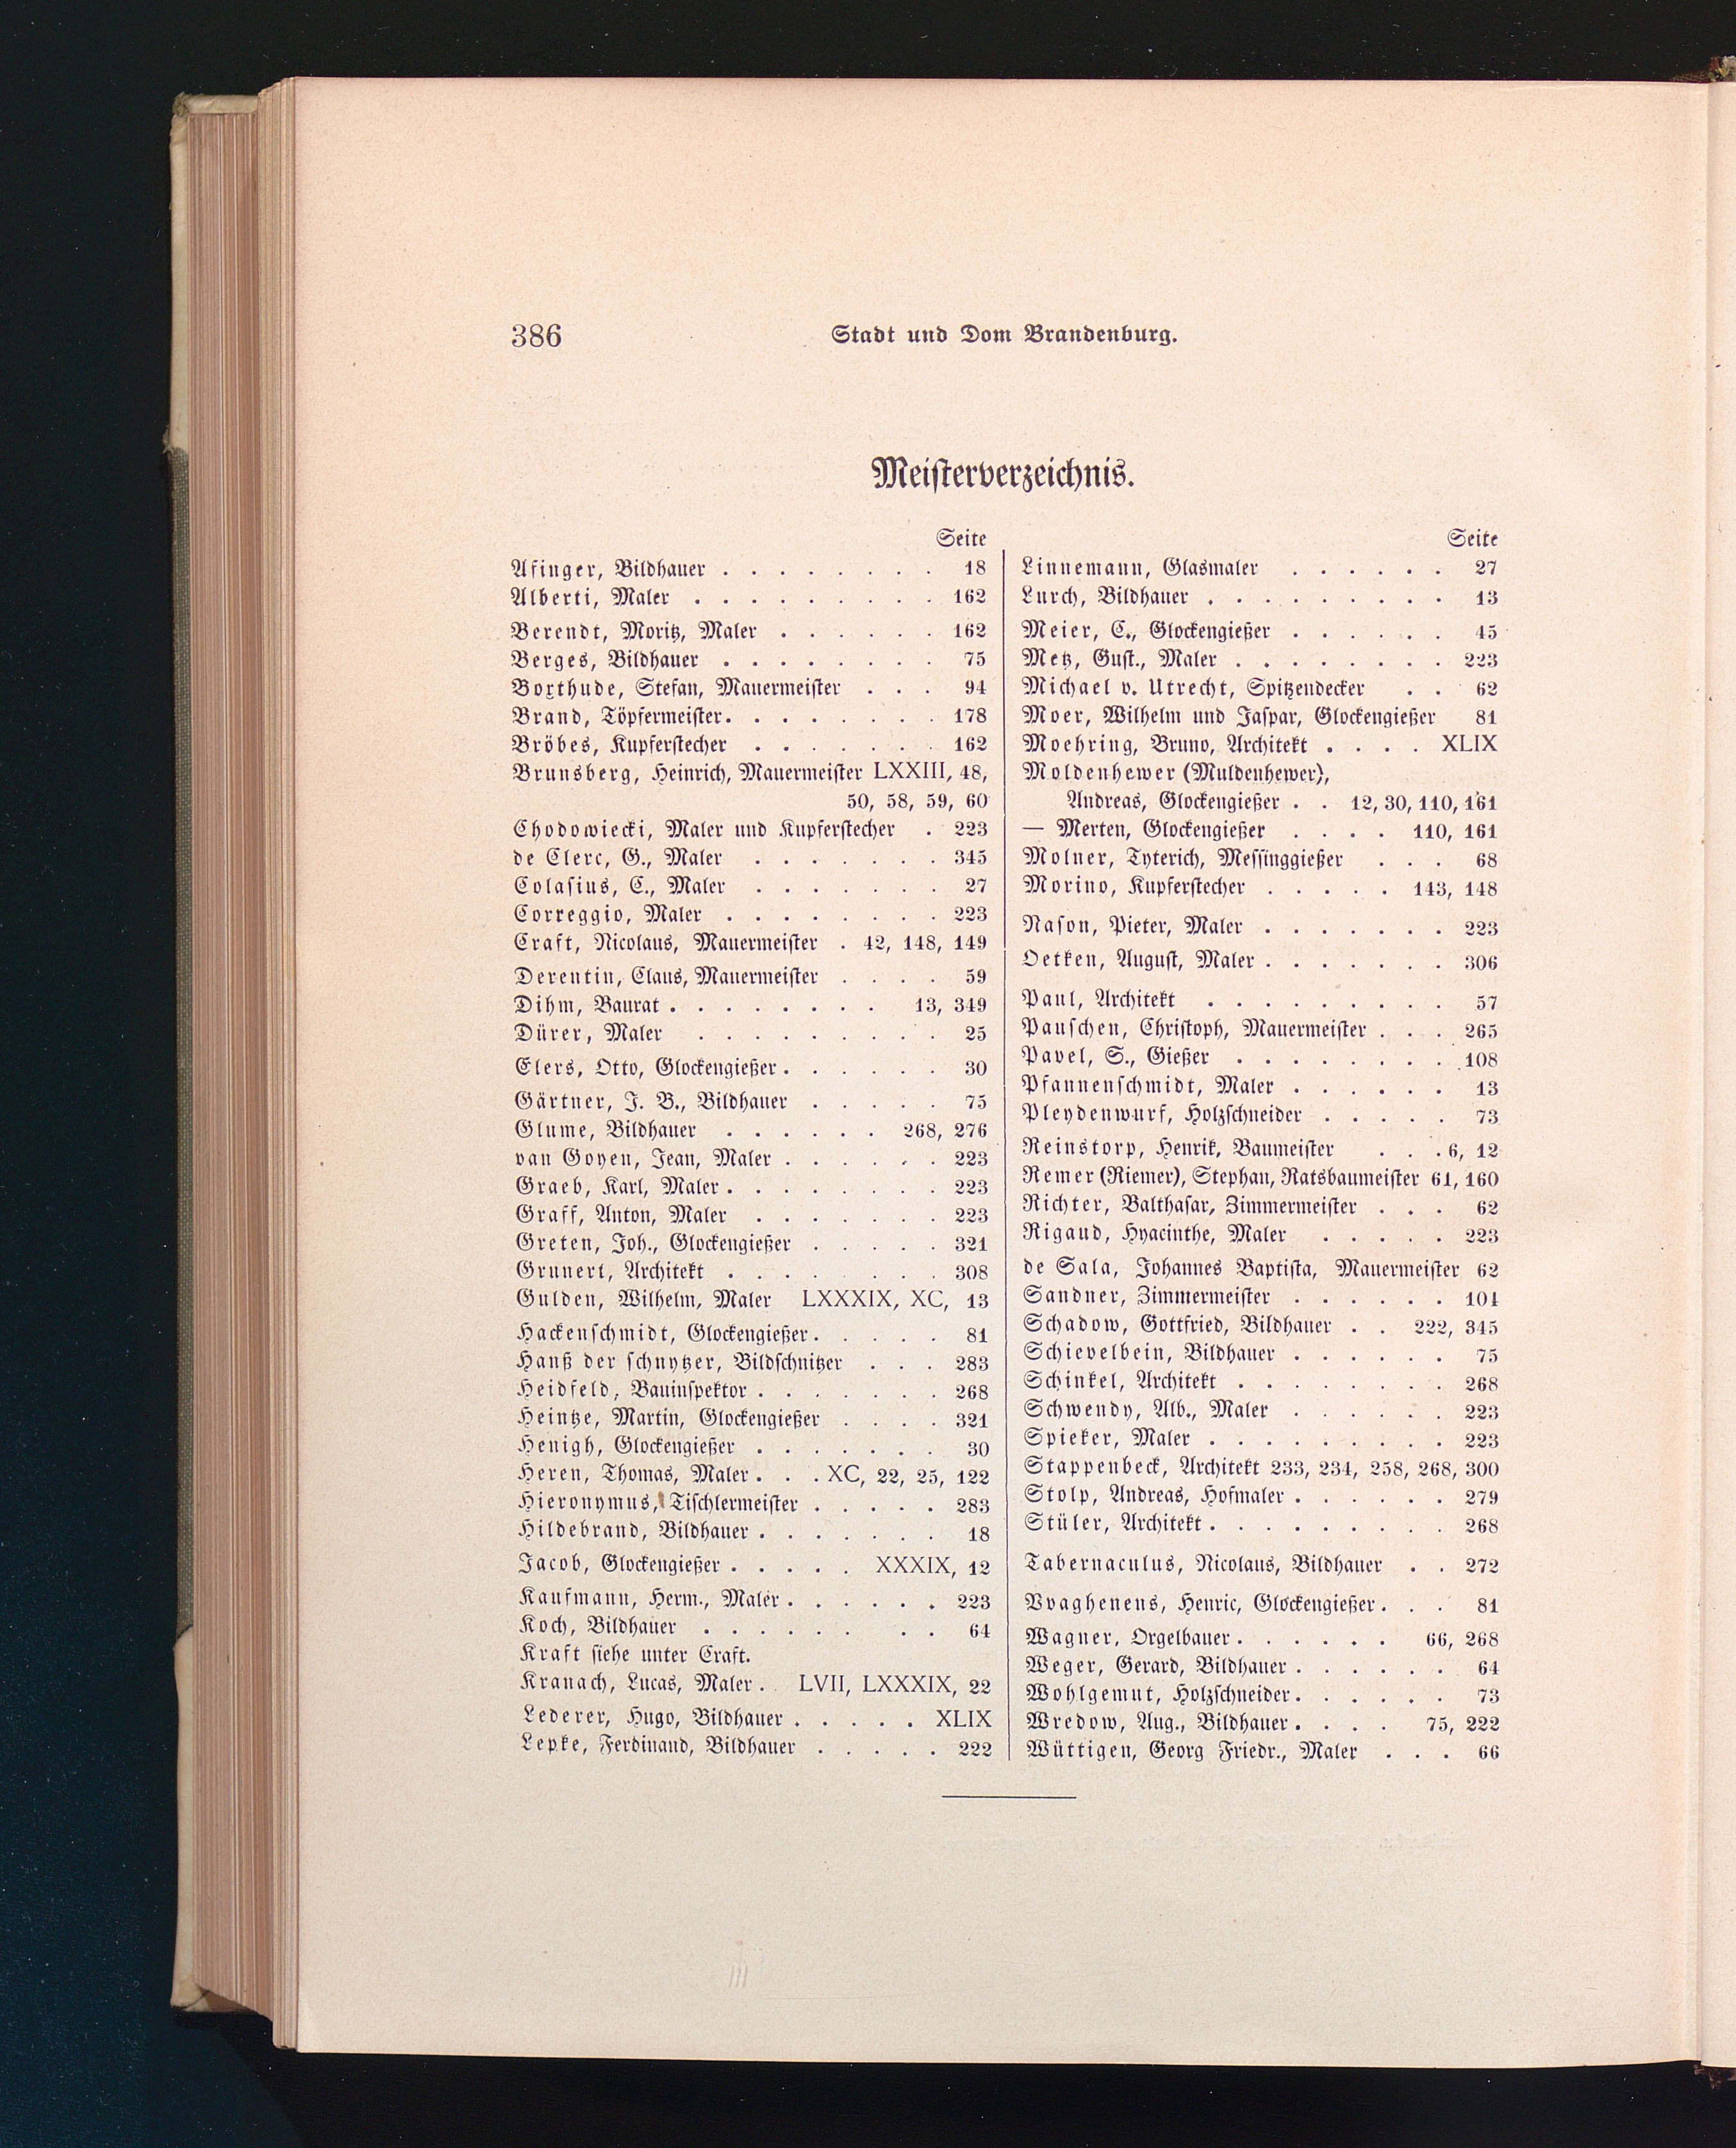 386
Stadt und Dom Brandenburg.
Meisterverzeichnis.
Seite
Afinger, Bildhauer . . . . . . . . 18
Alberti, Maler . . . . . . . . . 162
Berendt, Moritz, Maler . . . . . . 162
Berges, Bildhauer . . . . . . . . 75
Boxthude, Stefan, Mauermeister . . . 94
Brand, Töpfermeister. . . . . . . . 178
Bröbes, Kupferstecher . . . . . . . 162
Brunsberg, Heinrich, Mauermeister LXXIII, 48,
50, 58, 59, 60
Chodowiecki, Maler und Kupferstecher . 223
de Clerc, G., Maler . . . . . . . 345
Colasius, C., Maler . . . . . . . 27
Correggio, Maler . . . . . . . . 223
Craft, Nicolaus, Mauermeister . 42, 148, 149
Derentin, Claus, Mauermeister . . . . 59
Dihm, Baurat . . . . . . . . 13, 349
Dürer, Maler . . . . . . . . . 25
Elers, Otto, Glockengießer . . . . . . 30
Gärtner, J. B., Bildhauer . . . . . 75
Glume, Bildhauer . . . . . . 268, 276
van Goyen, Jean, Maler . . . . . . 223
Graeb, Karl, Maler . . . . . . . . 223
Graff, Anton, Maler . . . . . . . 223
Greten, Joh., Glockengießer . . . . . 321
Grunert, Architekt . . . . . . . . 308
Gulden, Wilhelm, Maler LXXXIX, XC, 13
Hackenschmidt, Glockengießer . . . . . 81
Hanß der schnytzer, Bildschnitzer . . . 283
Heidfeld, Bauinspektor . . . . . . . 268
Heintze, Martin, Glockengießer . . . . 321
Henigh, Glockengießer . . . . . . . 30
Heren, Thomas, Maler . . . XC, 22, 25, 122
Hieronymus, Tischlermeister . . . . . 283
Hildebrand, Bildhauer . . . . . . . 18
Jacob, Glockengießer . . . . . XXXIX, 12
Kaufmann, Herm., Maler . . . . . . 223
Koch, Bildhauer . . . . . . . . 64
Kraft siehe unter Craft.
Kranach, Lucas, Maler . . LVII, LXXXIX, 22
Lederer, Hugo, Bildhauer . . . . . XLIX
Lepke, Ferdinand, Bildhauer . . . . . 222
Seite
Linnemann, Glasmaler . . . . . . 27
Lurch, Bildhauer . . . . . . . . . 13
Meier, C., Glockengießer . . . . . . 45
Metz, Gust., Maler . . . . . . . . 223
Michael v. Utrecht, Spitzendecker . . 62
Moer, Wilhelm und Jaspar, Glockengießer 81
Moehring, Bruno, Architekt . . . . XLIX
Moldenhewer (Muldenhewer),
Andreas, Glockengießer . . 12, 30, 110, 161
— Merten, Glockengießer . . . . 110, 161
Molner, Tyterich, Messinggießer . . . 68
Morino, Kupferstecher . . . . . 143, 148
Nason, Pieter, Maler . . . . . . . 223
Oetken, August, Maler . . . . . . . 306
Paul, Architekt . . . . . . . . . 57
Pauschen, Christoph, Mauermeister . . . 265
Pavel, S., Gießer . . . . . . . . 108
Pfannenschmidt, Maler . . . . . . 13
Pleydenwurf, Holzschneider . . . . . 73
Reinstorp, Henrik, Baumeister . . . 6, 12
Remer (Riemer), Stephan, Ratsbaumeister 61, 160
Richter, Balthasar, Zimmermeister . . . 62
Rigaud, Hyacinthe, Maler . . . . . 223
de Sala, Johannes Baptista, Mauermeister 62
Sandner, Zimmermeister . . . . . . 104
Schadow, Gottfried, Bildhauer . . 222, 345
Schievelbein, Bildhauer . . . . . . 75
Schinkel, Architekt . . . . . . . . 268
Schwendy, Alb., Maler . . . . . . 223
Spieker, Maler . . . . . . . . . 223
Stappenbeck, Architekt 233, 234, 258, 268, 300
Stolp, Andreas, Hofmaler . . . . . . 279
Stüler, Architekt . . . . . . . . . 268
Tabernaculus, Nicolaus, Bildhauer . . 272
Vvaghenens, Henric, Glockengießer . . . 81
Wagner, Orgelbauer . . . . . . 66, 268
Weger, Gerard, Bildhauer . . . . . . 64
Wohlgemut, Holzschneider . . . . . . 73
Wredow, Aug., Bildhauer . . . . 75, 222
Wüttigen, Georg Friedr., Maler . . . 66